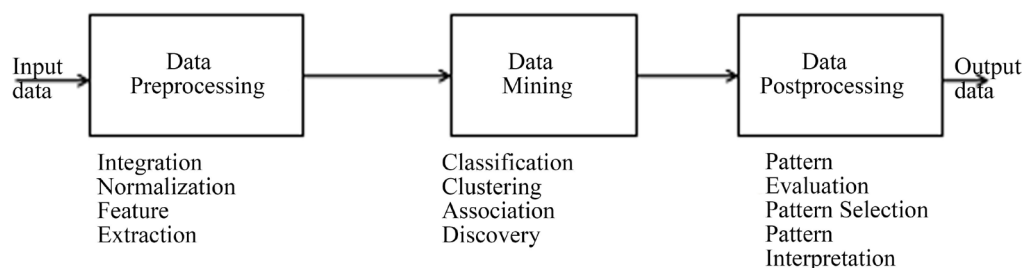 Input
data
Data
Preprocessing
Data
Mining
Data
Postprocessing
Output
data
Integration
Normalization
Feature
Extraction
Classification
Clustering
Association
Discovery
Pattern
Evaluation
Pattern Selection
Pattern
Interpretation